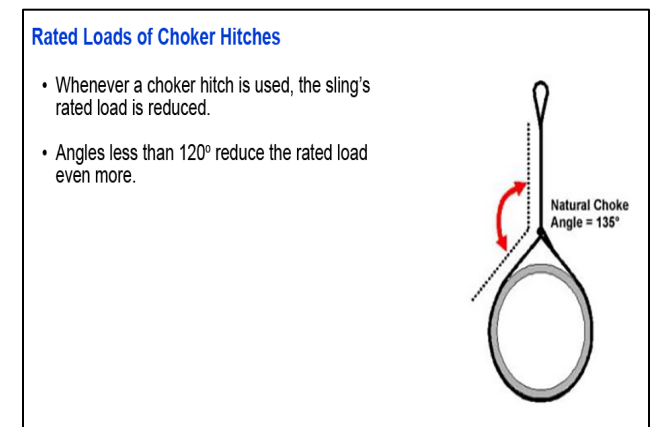 Rated Loads of Choker Hitches
• Whenever a choker hitch is used, the sling's
rated load is reduced.
• Angles less than 120º reduce the rated load
even more.
Natural Choke
Angle = 135°